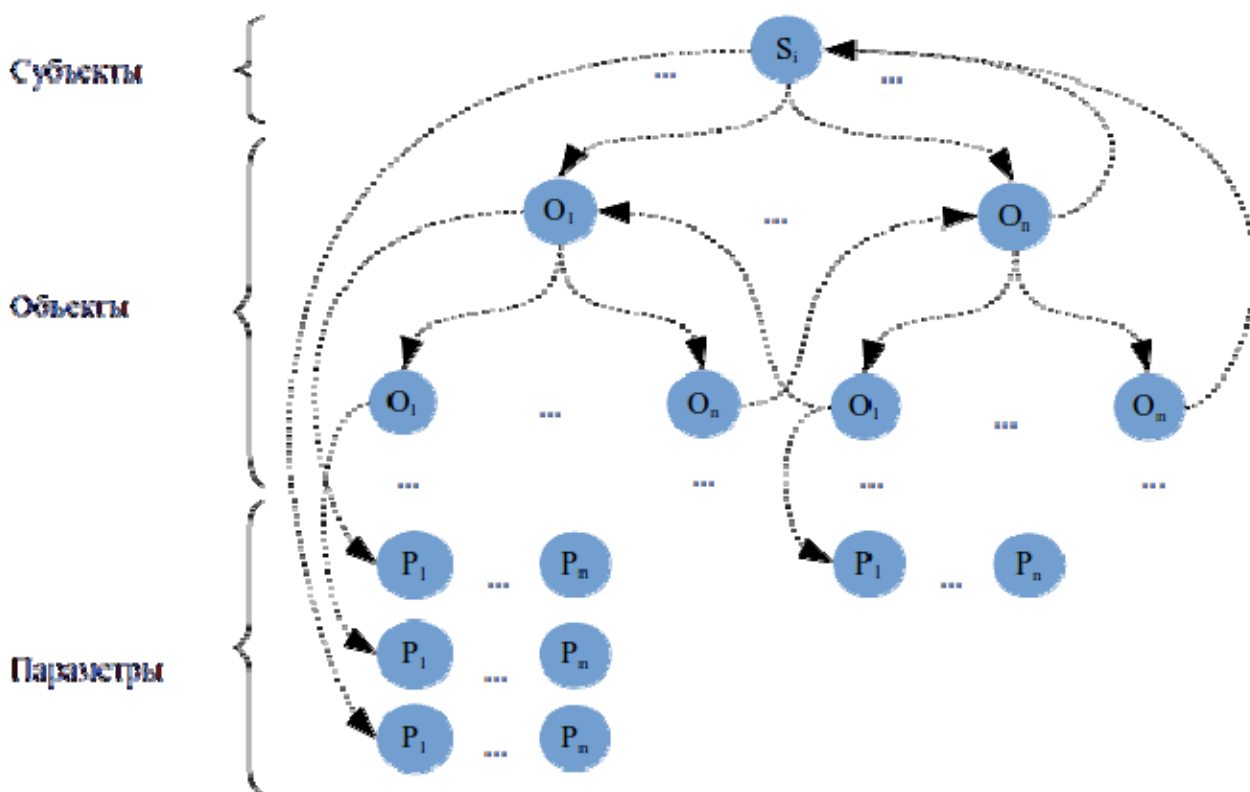 Субъекты
Sᵢ
... ...
O₁ ... Oₙ
Объекты
O₁ ... Oₙ O₁ ... Oₙ
... ... ... ...
P₁ ... Pₙ P₁ ... Pₙ
P₁ ... Pₙ
Параметры
P₁ ... Pₙ